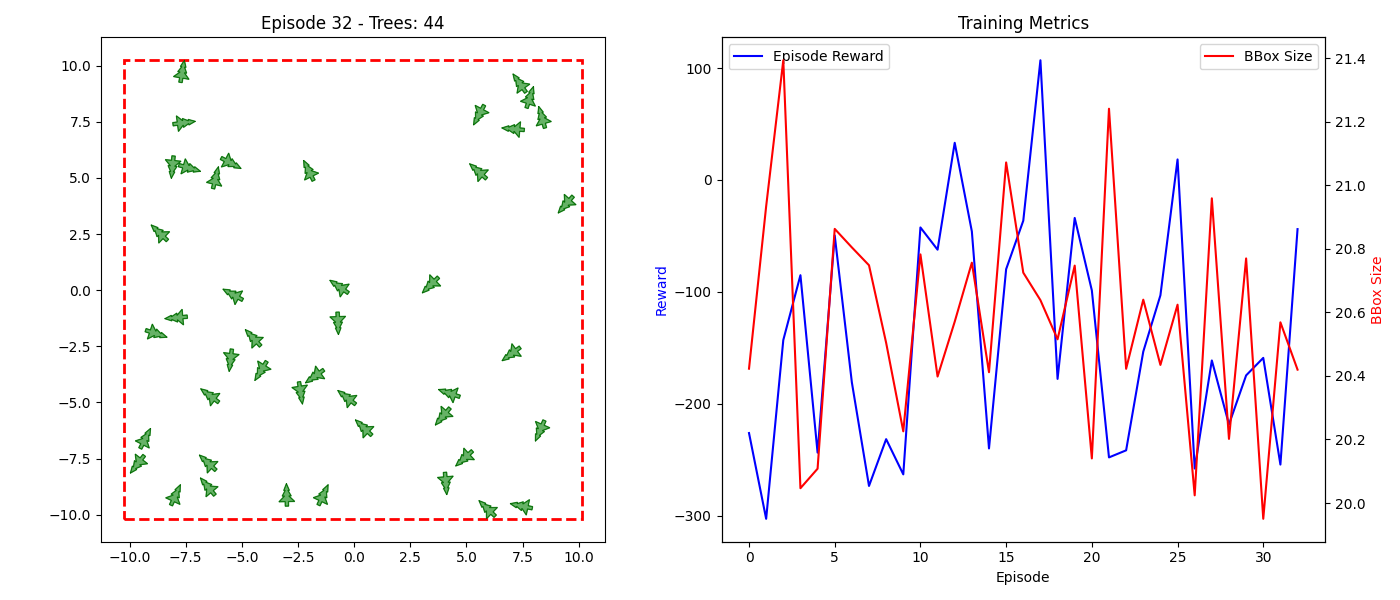 Episode 32 - Trees: 44
10.0
7.5
5.0
2.5
0.0
−2.5
−5.0
−7.5
−10.0
−10.0 −7.5 −5.0 −2.5 0.0 2.5 5.0 7.5 10.0
Training Metrics
Episode Reward
BBox Size
Reward
100
0
−100
−200
−300
0 5 10 15 20 25 30
Episode
21.4
21.2
21.0
20.8
20.6
20.4
20.2
20.0
BBox Size